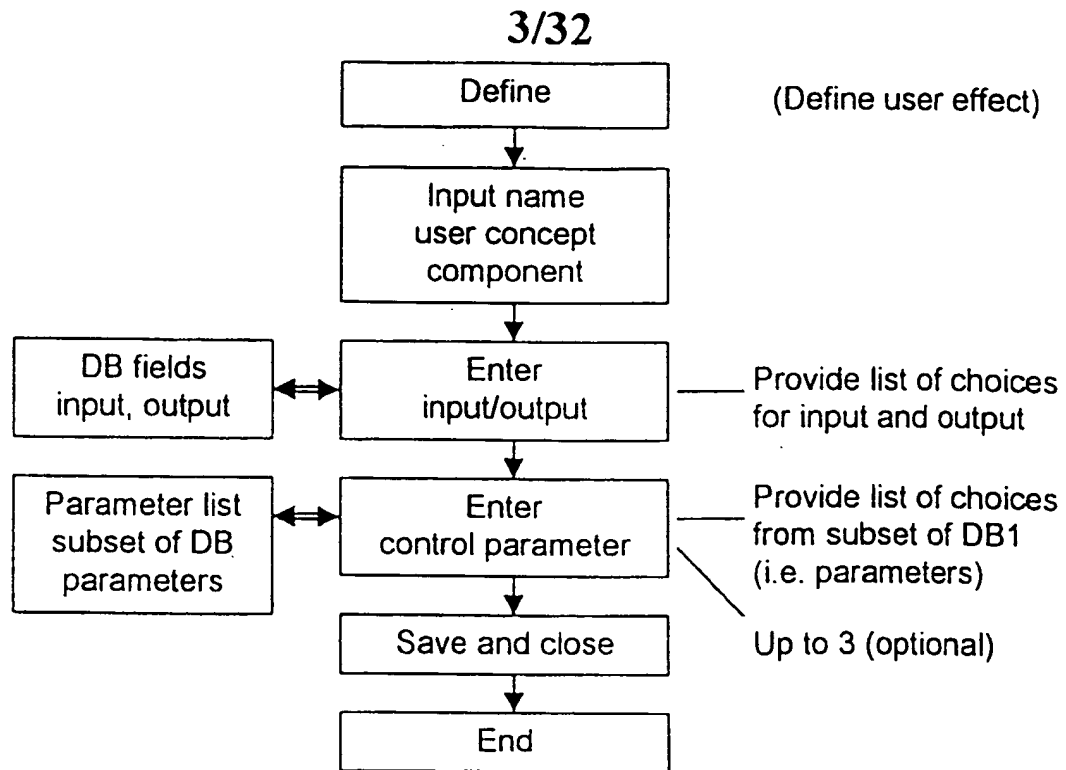 3/32
Define
(Define user effect)
Input name
user concept
component
DB fields
input, output
Enter
input/output
Provide list of choices
for input and output
Parameter list
subset of DB
parameters
Enter
control parameter
Provide list of choices
from subset of DB1
(i.e. parameters)
Up to 3 (optional)
Save and close
End